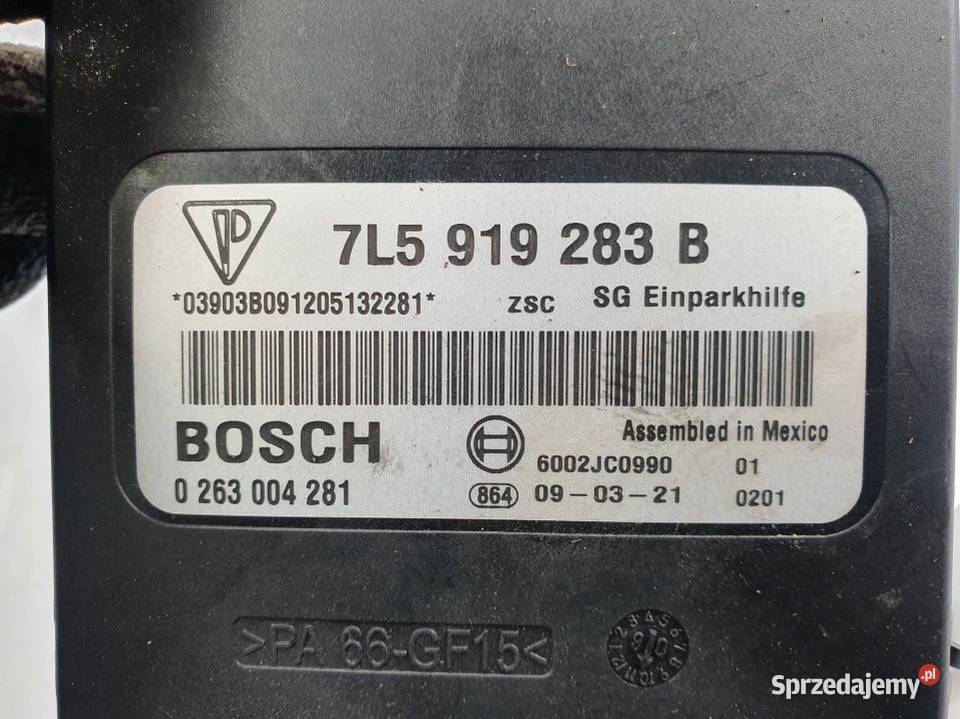 7L5 919 283 B
*03903B091205132281* ZSC SG Einparkhilfe
BOSCH
Assembled in Mexico
6002JC0990 01
0 263 004 281
864 09-03-21 0201
>PA 66-GF15<
Sprzedajemy.pl